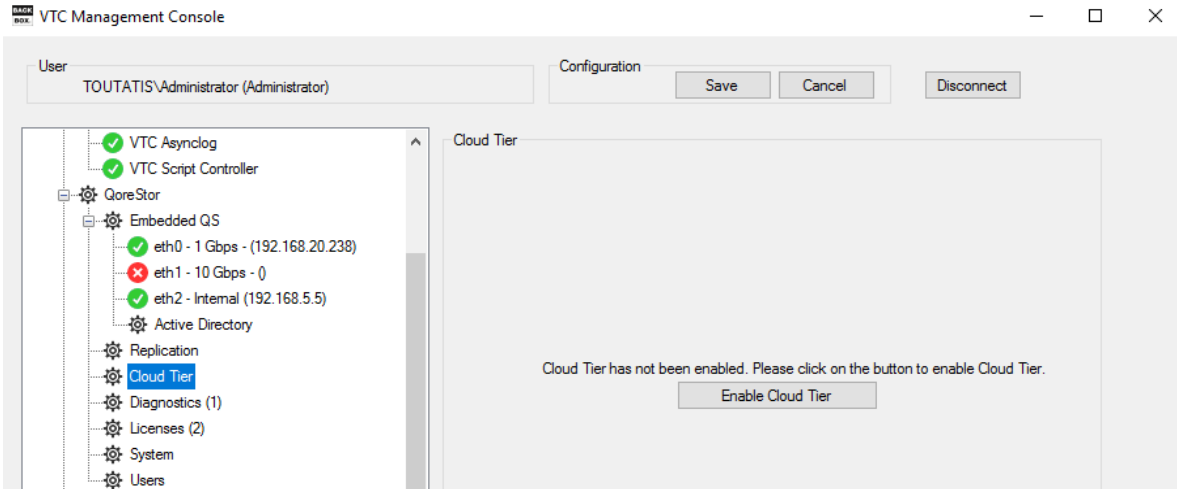 BACK
BOX.
VTC Management Console
User
TOUTATIS\Administrator (Administrator)
Configuration
Save
Cancel
Disconnect
VTC Asynclog
VTC Script Controller
QoreStor
Embedded QS
eth0 - 1 Gbps - (192.168.20.238)
eth1 - 10 Gbps - ()
eth2 - Internal (192.168.5.5)
Active Directory
Replication
Cloud Tier
Diagnostics (1)
Licenses (2)
System
Users
Cloud Tier
Cloud Tier has not been enabled. Please click on the button to enable Cloud Tier.
Enable Cloud Tier